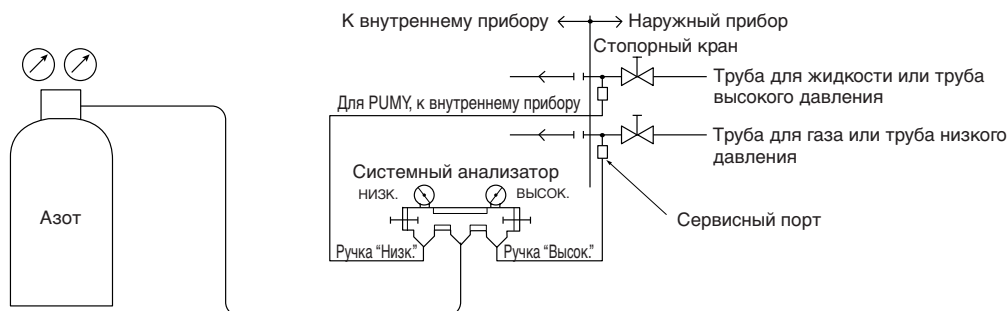 К внутреннему прибору
Наружный прибор
Стопорный кран
Труба для жидкости или труба
высокого давления
Для PUMY, к внутреннему прибору
Труба для газа или труба низкого
давления
Системный анализатор
НИЗК.
ВЫСОК.
Азот
Сервисный порт
Ручка “Низк.”
Ручка “Высок.”